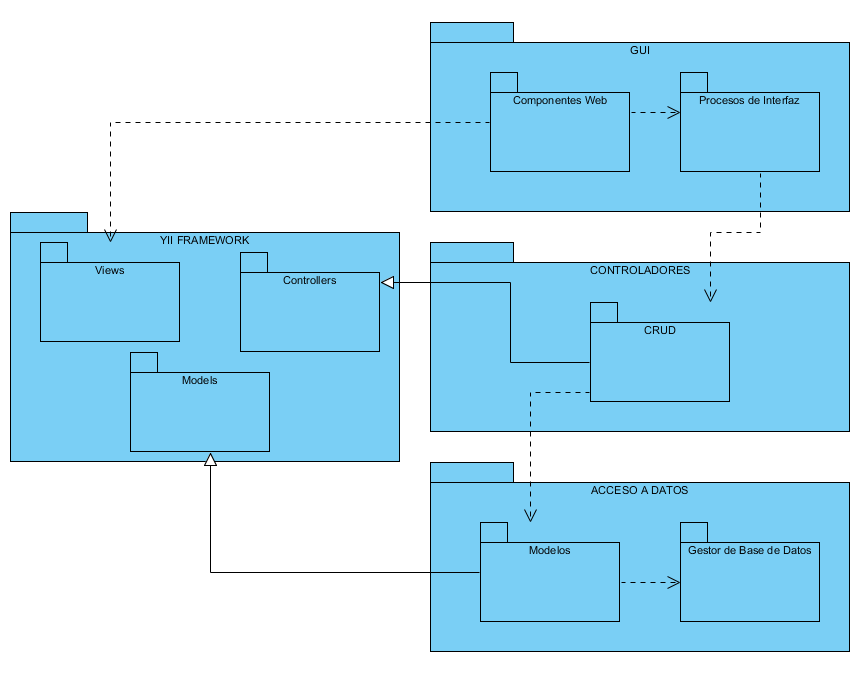 GUI
Componentes Web
Procesos de Interfaz
YII FRAMEWORK
Views
Controllers
Models
CONTROLADORES
CRUD
ACCESO A DATOS
Modelos
Gestor de Base de Datos